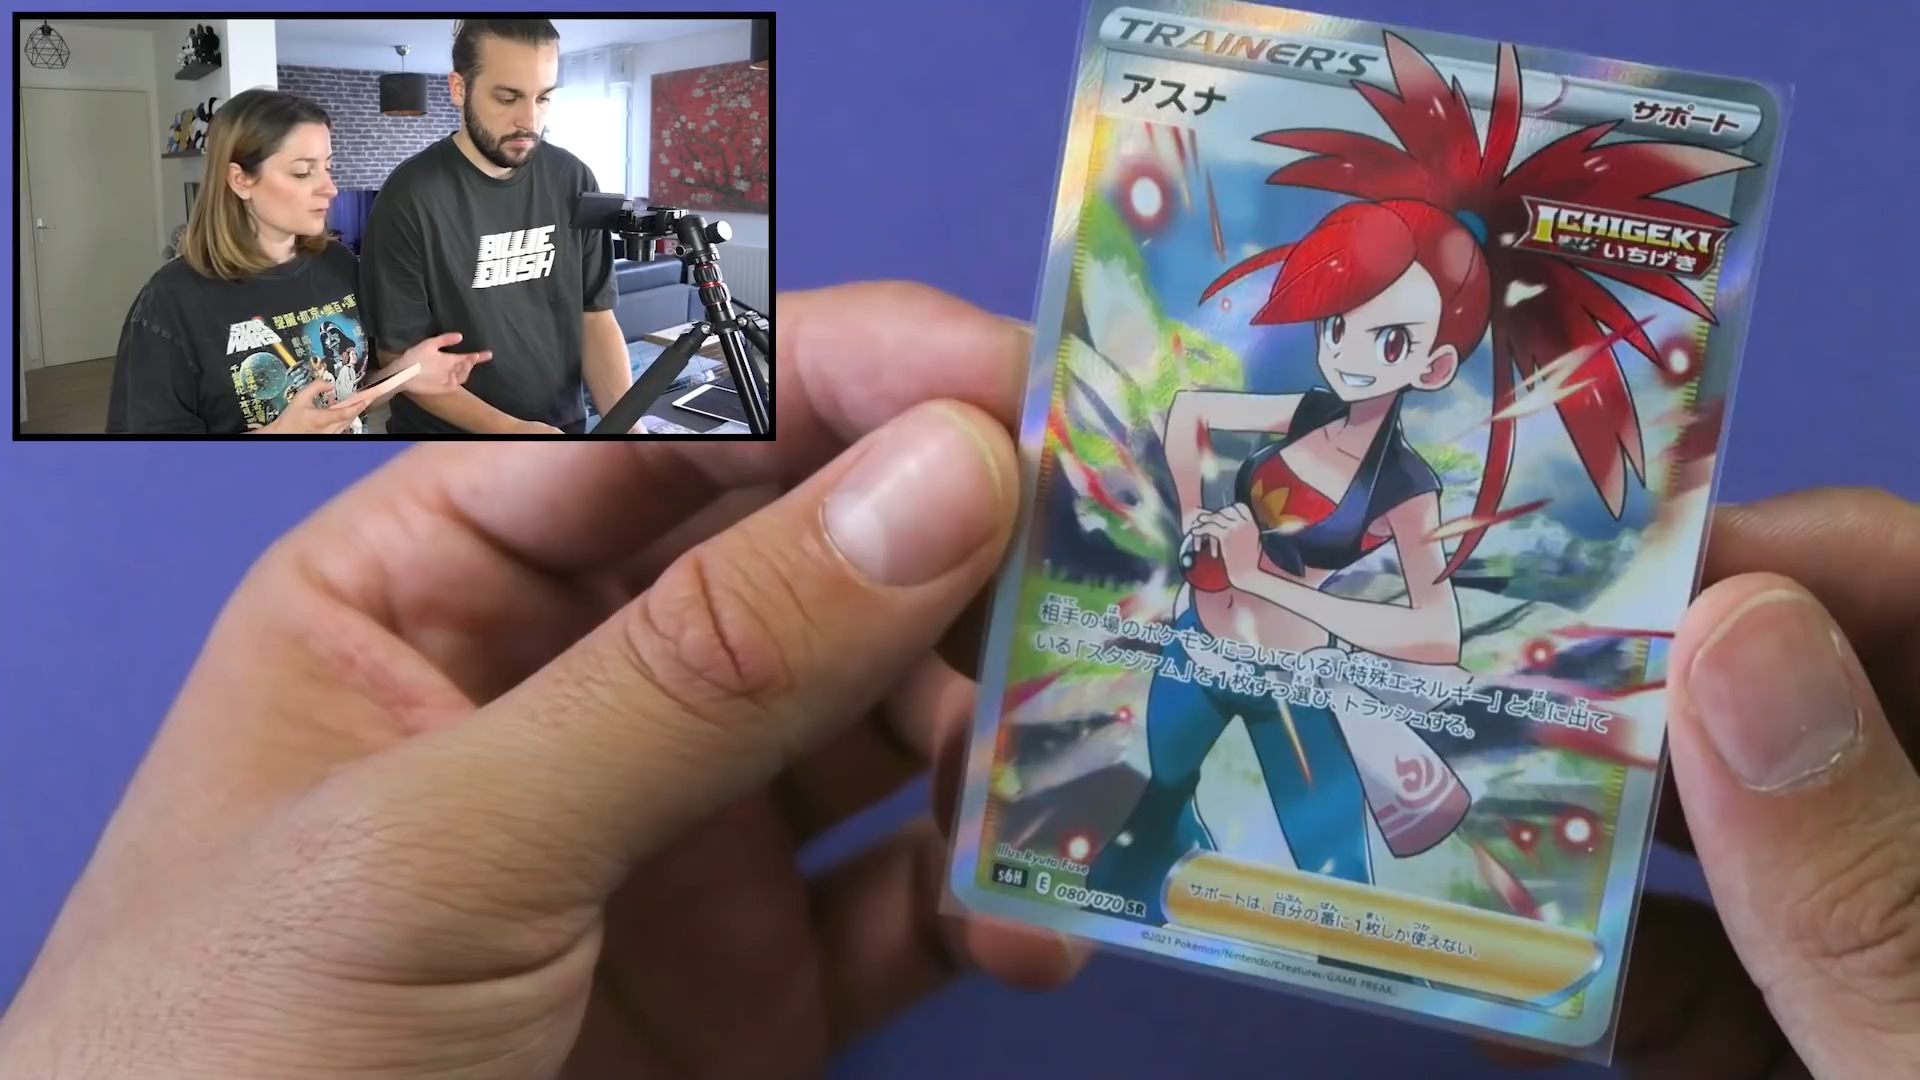 TRAINER'S
アスナ
サポート
ICHIGEKI
いちげき
相手の場のポケモンについている「特殊エネルギー」と場に出て
いる「スタジアム」を1枚ずつ選び、トラッシュする。
Illus. Ryuta Fuse
s6H E 080/070 SR
サポートは、自分の番に1枚しか使えない。
©2021 Pokémon/Nintendo/Creatures/GAME FREAK.
BILLIE
EILISH
STAR
WARS